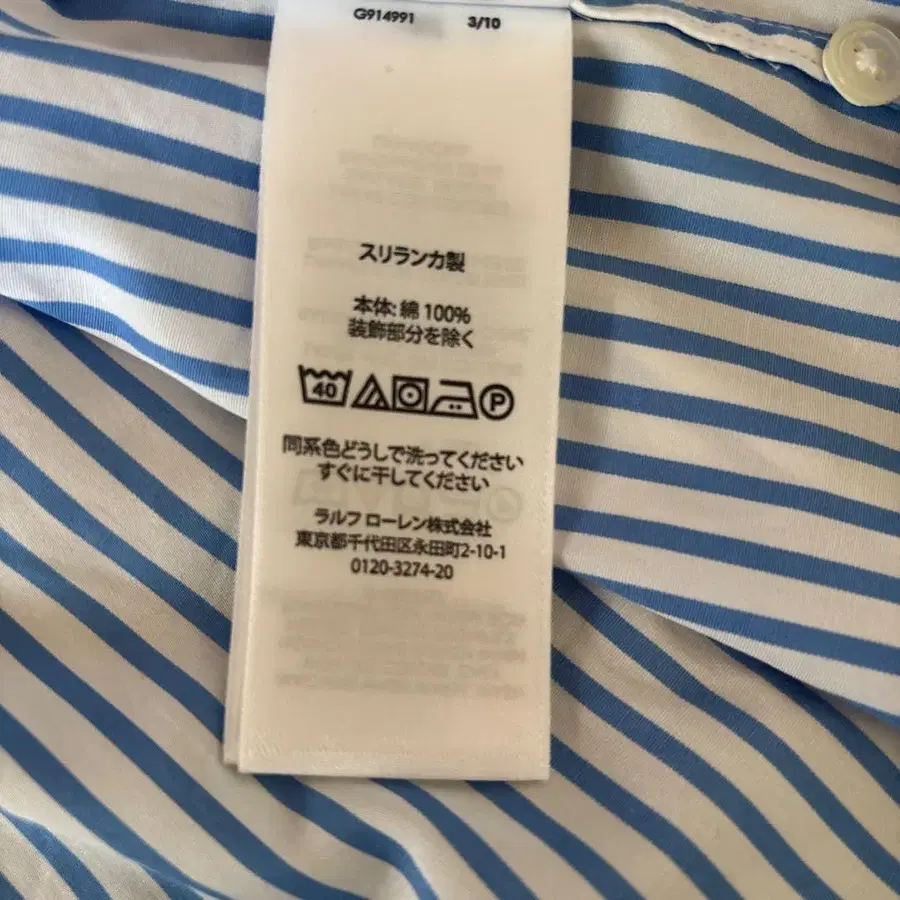 G914991 3/10
スリランカ製
本体: 綿 100%
装飾部分を除く
40 P
同系色どうしで洗ってください
すぐに干してください
ラルフ ローレン株式会社
東京都千代田区永田町2-10-1
0120-3274-20